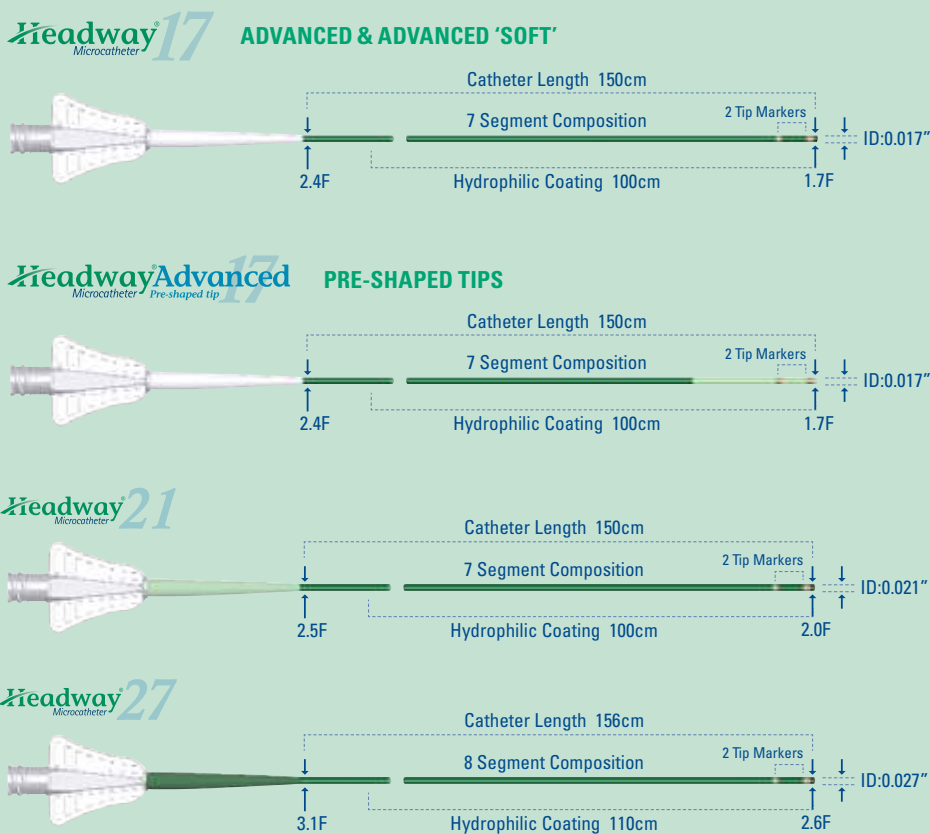 Headway® 17 ADVANCED & ADVANCED ‘SOFT’
Microcatheter
Catheter Length 150cm
7 Segment Composition
2 Tip Markers
ID:0.017”
2.4F
Hydrophilic Coating 100cm
1.7F
Headway® Advanced 17 PRE-SHAPED TIPS
Microcatheter Pre-shaped tip
Catheter Length 150cm
7 Segment Composition
2 Tip Markers
ID:0.017”
2.4F
Hydrophilic Coating 100cm
1.7F
Headway® 21
Microcatheter
Catheter Length 150cm
7 Segment Composition
2 Tip Markers
ID:0.021”
2.5F
Hydrophilic Coating 100cm
2.0F
Headway® 27
Microcatheter
Catheter Length 156cm
8 Segment Composition
2 Tip Markers
ID:0.027”
3.1F
Hydrophilic Coating 110cm
2.6F